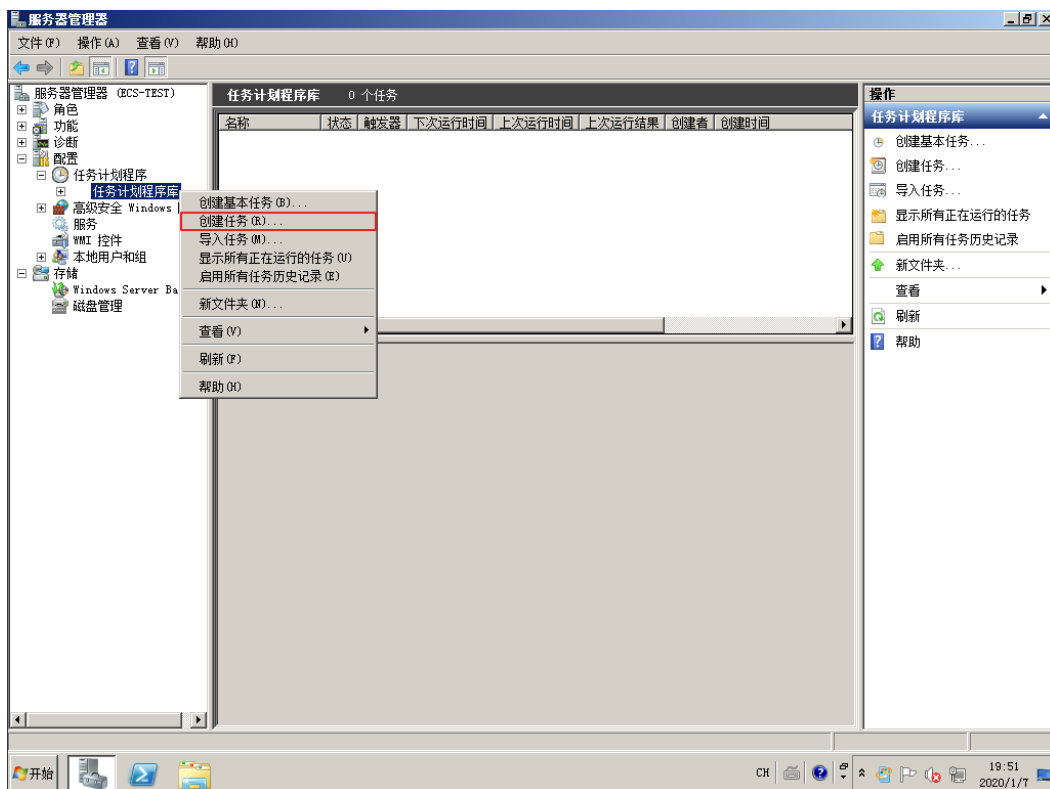 服务器管理器
文件(F) 操作(A) 查看(V) 帮助(H)
服务器管理器 (ECS-TEST)
角色
功能
诊断
配置
任务计划程序
任务计划程序库
高级安全 Windows
服务
WMI 控件
本地用户和组
存储
Windows Server Ba
磁盘管理
任务计划程序库 0 个任务
名称 状态 触发器 下次运行时间 上次运行时间 上次运行结果 创建者 创建时间
创建基本任务(B)...
创建任务(R)...
导入任务(M)...
显示所有正在运行的任务(U)
启用所有任务历史记录(E)
新文件夹(N)...
查看(V)
刷新(F)
帮助(H)
操作
任务计划程序库
创建基本任务...
创建任务...
导入任务...
显示所有正在运行的任务
启用所有任务历史记录
新文件夹...
查看
刷新
帮助
开始
CH
19:51
2020/1/7